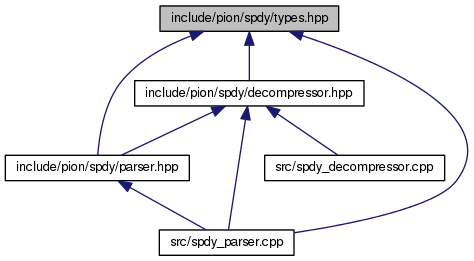 include/pion/spdy/types.hpp
include/pion/spdy/decompressor.hpp
include/pion/spdy/parser.hpp
src/spdy_decompressor.cpp
src/spdy_parser.cpp